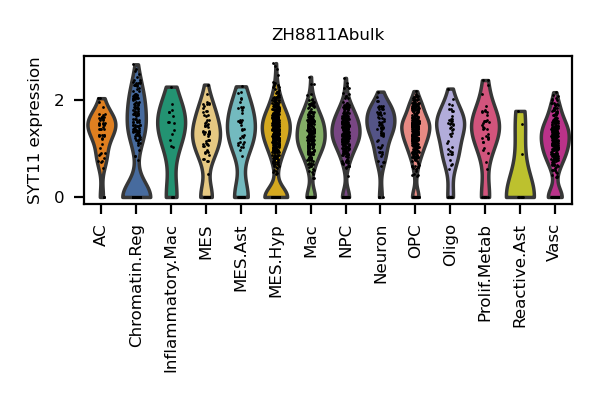 ZH8811Abulk
SYT11 expression
2
0
AC
Chromatin.Reg
Inflammatory.Mac
MES
MES.Ast
MES.Hyp
Mac
NPC
Neuron
OPC
Oligo
Prolif.Metab
Reactive.Ast
Vasc